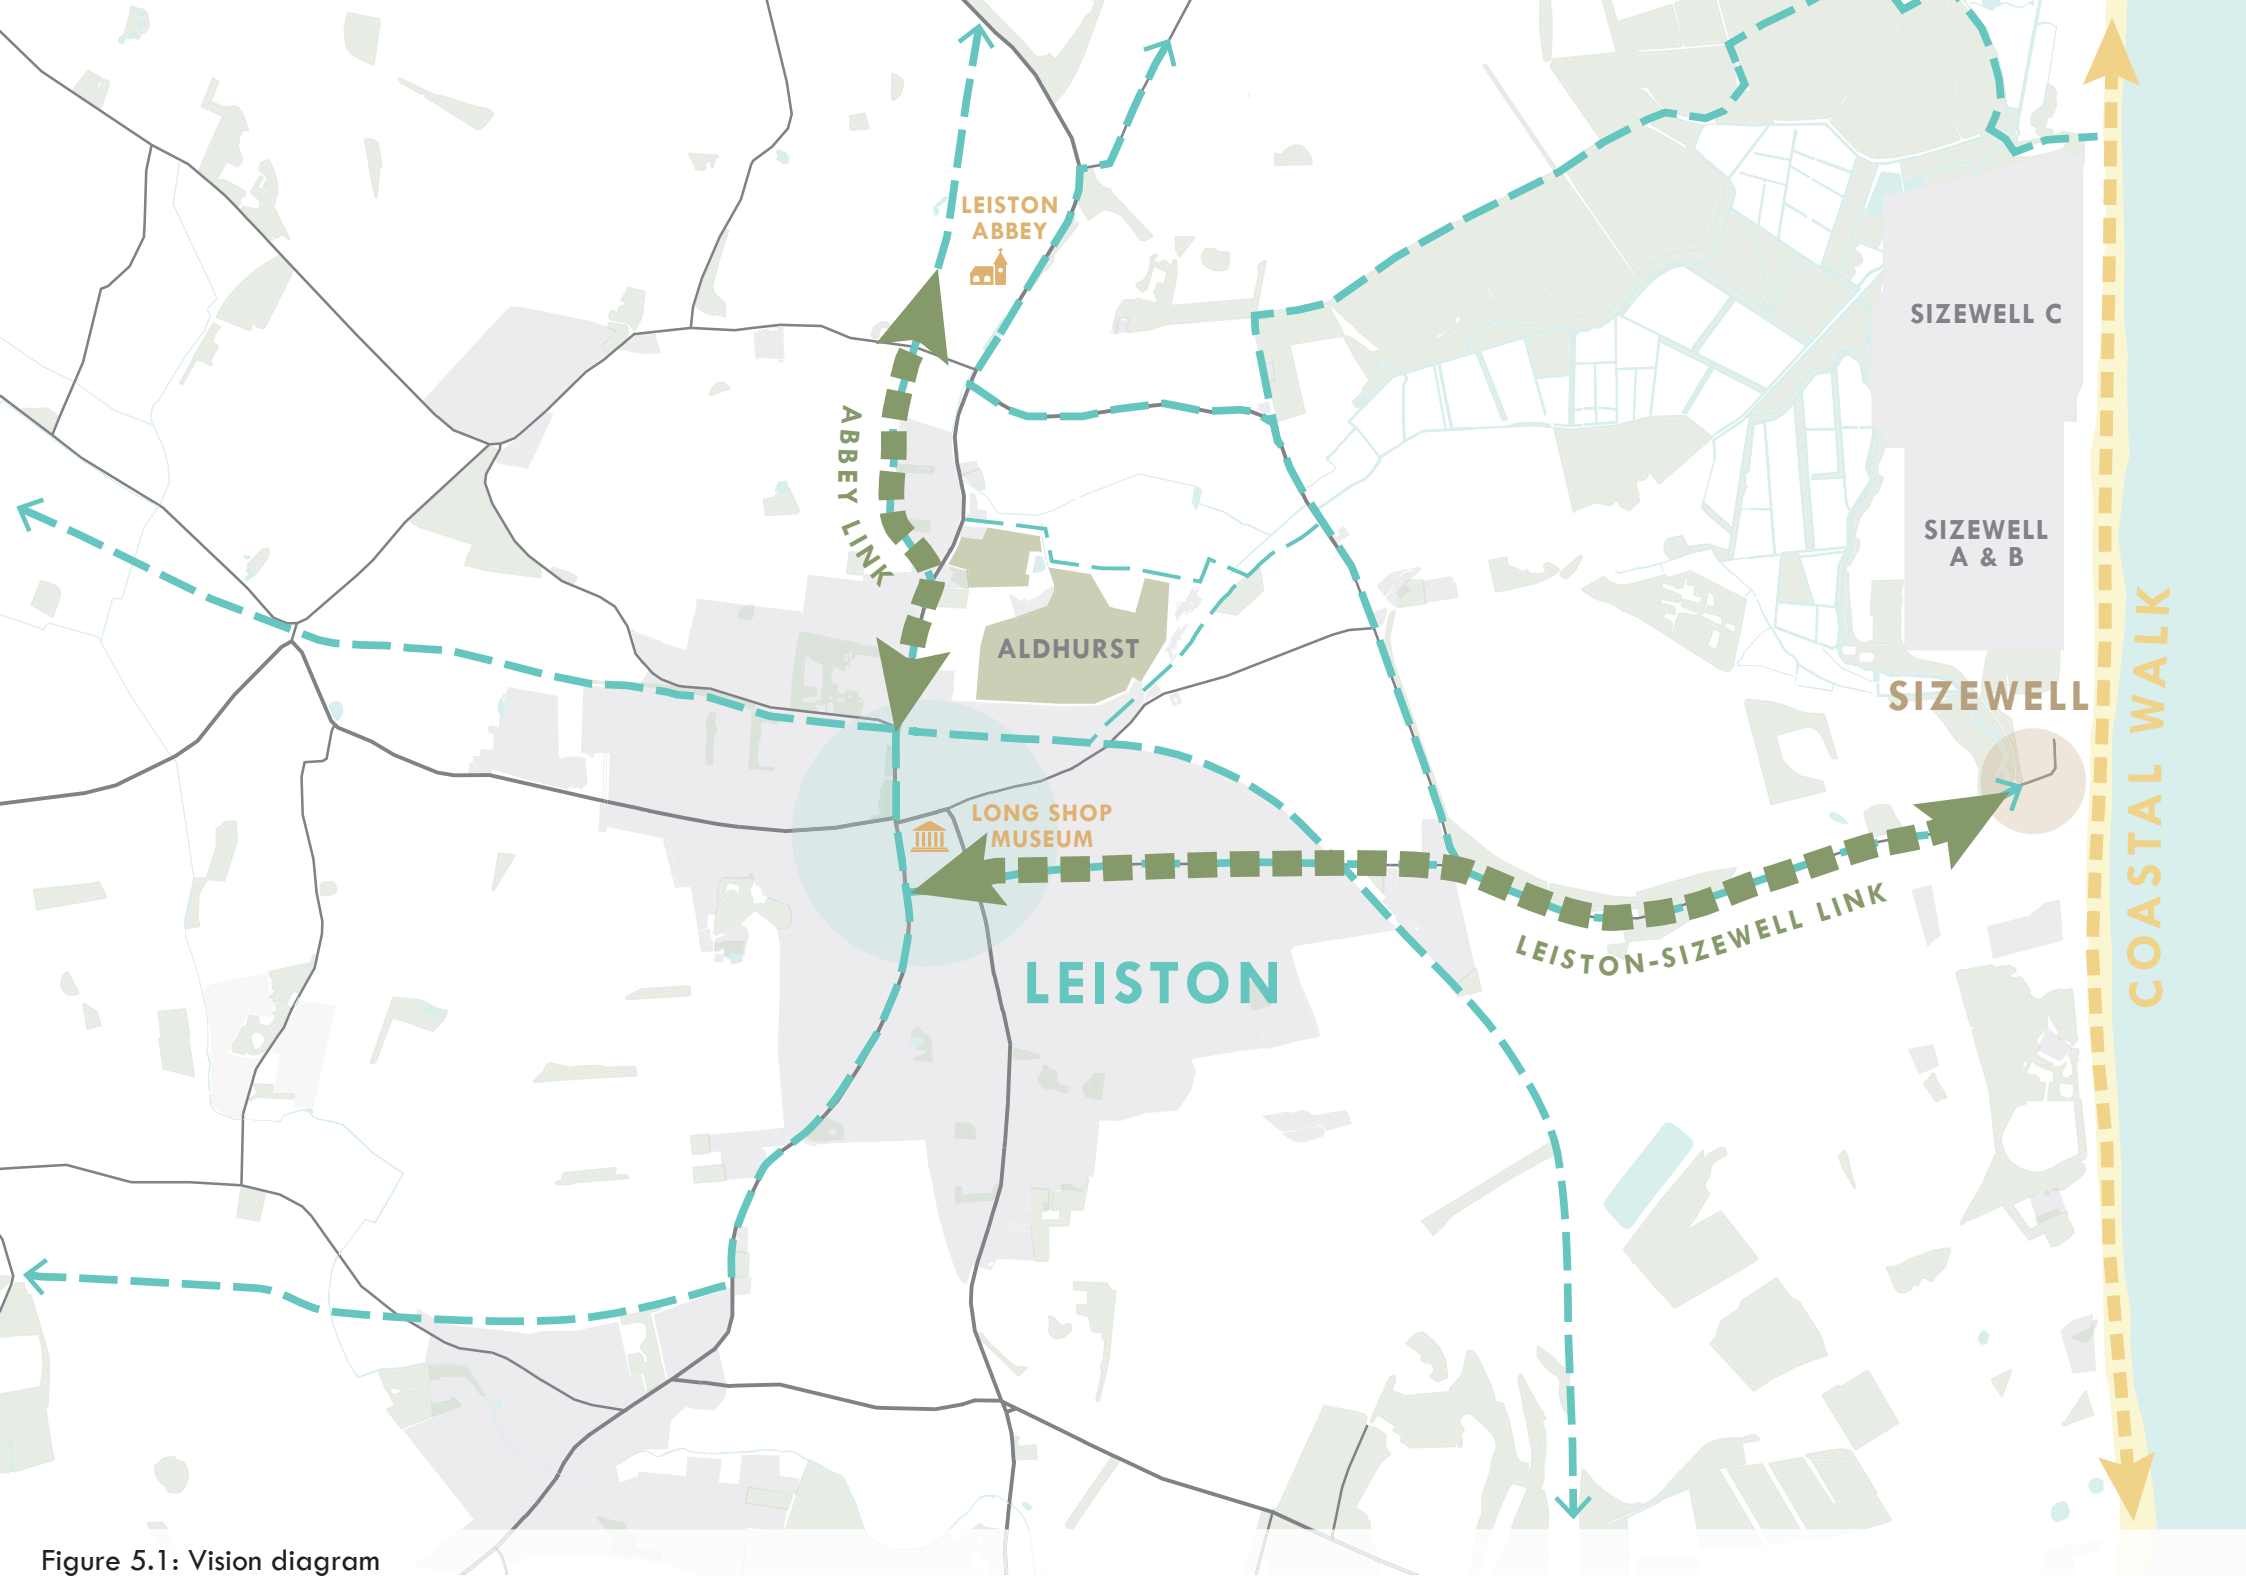 LEISTON
ABBEY
ABBEY LINK
SIZEWELL C
SIZEWELL
A & B
ALDHURST
SIZEWELL
COASTAL WALK
LONG SHOP
MUSEUM
LEISTON-SIZEWELL LINK
LEISTON
Figure 5.1: Vision diagram